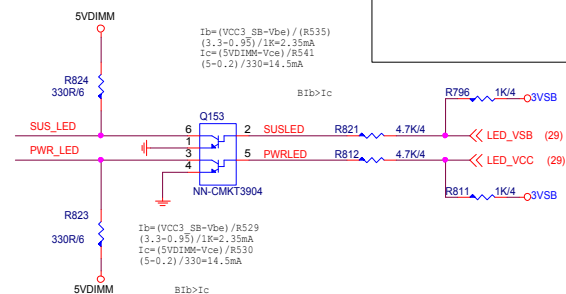 5VDIMM
Ib=(VCC3_SB-Vbe)/(R535)
(3.3-0.95)/1K=2.35mA
Ic=(5VDIMM-Vce)/R541
(5-0.2)/330=14.5mA
BIb>Ic
R824
330R/6
R796
1K/4
3VSB
Q153
SUS_LED
6
2
SUSLED
R821
4.7K/4
LED_VSB
(29)
1
PWR_LED
3
5
PWRLED
R812
4.7K/4
LED_VCC
(29)
4
NN-CMKT3904
R811
1K/4
3VSB
R823
330R/6
Ib=(VCC3_SB-Vbe)/R529
(3.3-0.95)/1K=2.35mA
Ic=(5VDIMM-Vce)/R530
(5-0.2)/330=14.5mA
5VDIMM
BIb>Ic